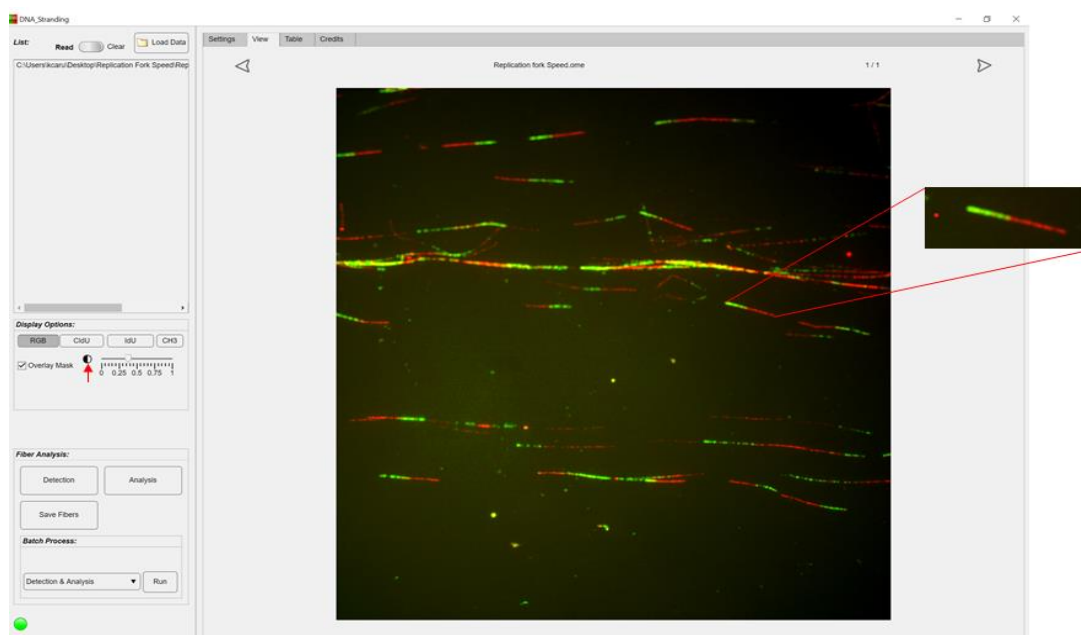 DNA_Stranding
List:
Read Clear Load Data
C:\Users\kcaru\Desktop\Replication Fork Speed\Rep
Settings View Table Credits
Replication fork Speed.ome
1 / 1
Display Options:
RGB CldU IdU CH3
Overlay Mask
0 0.25 0.5 0.75 1
Fiber Analysis:
Detection Analysis
Save Fibers
Batch Process:
Detection & Analysis Run